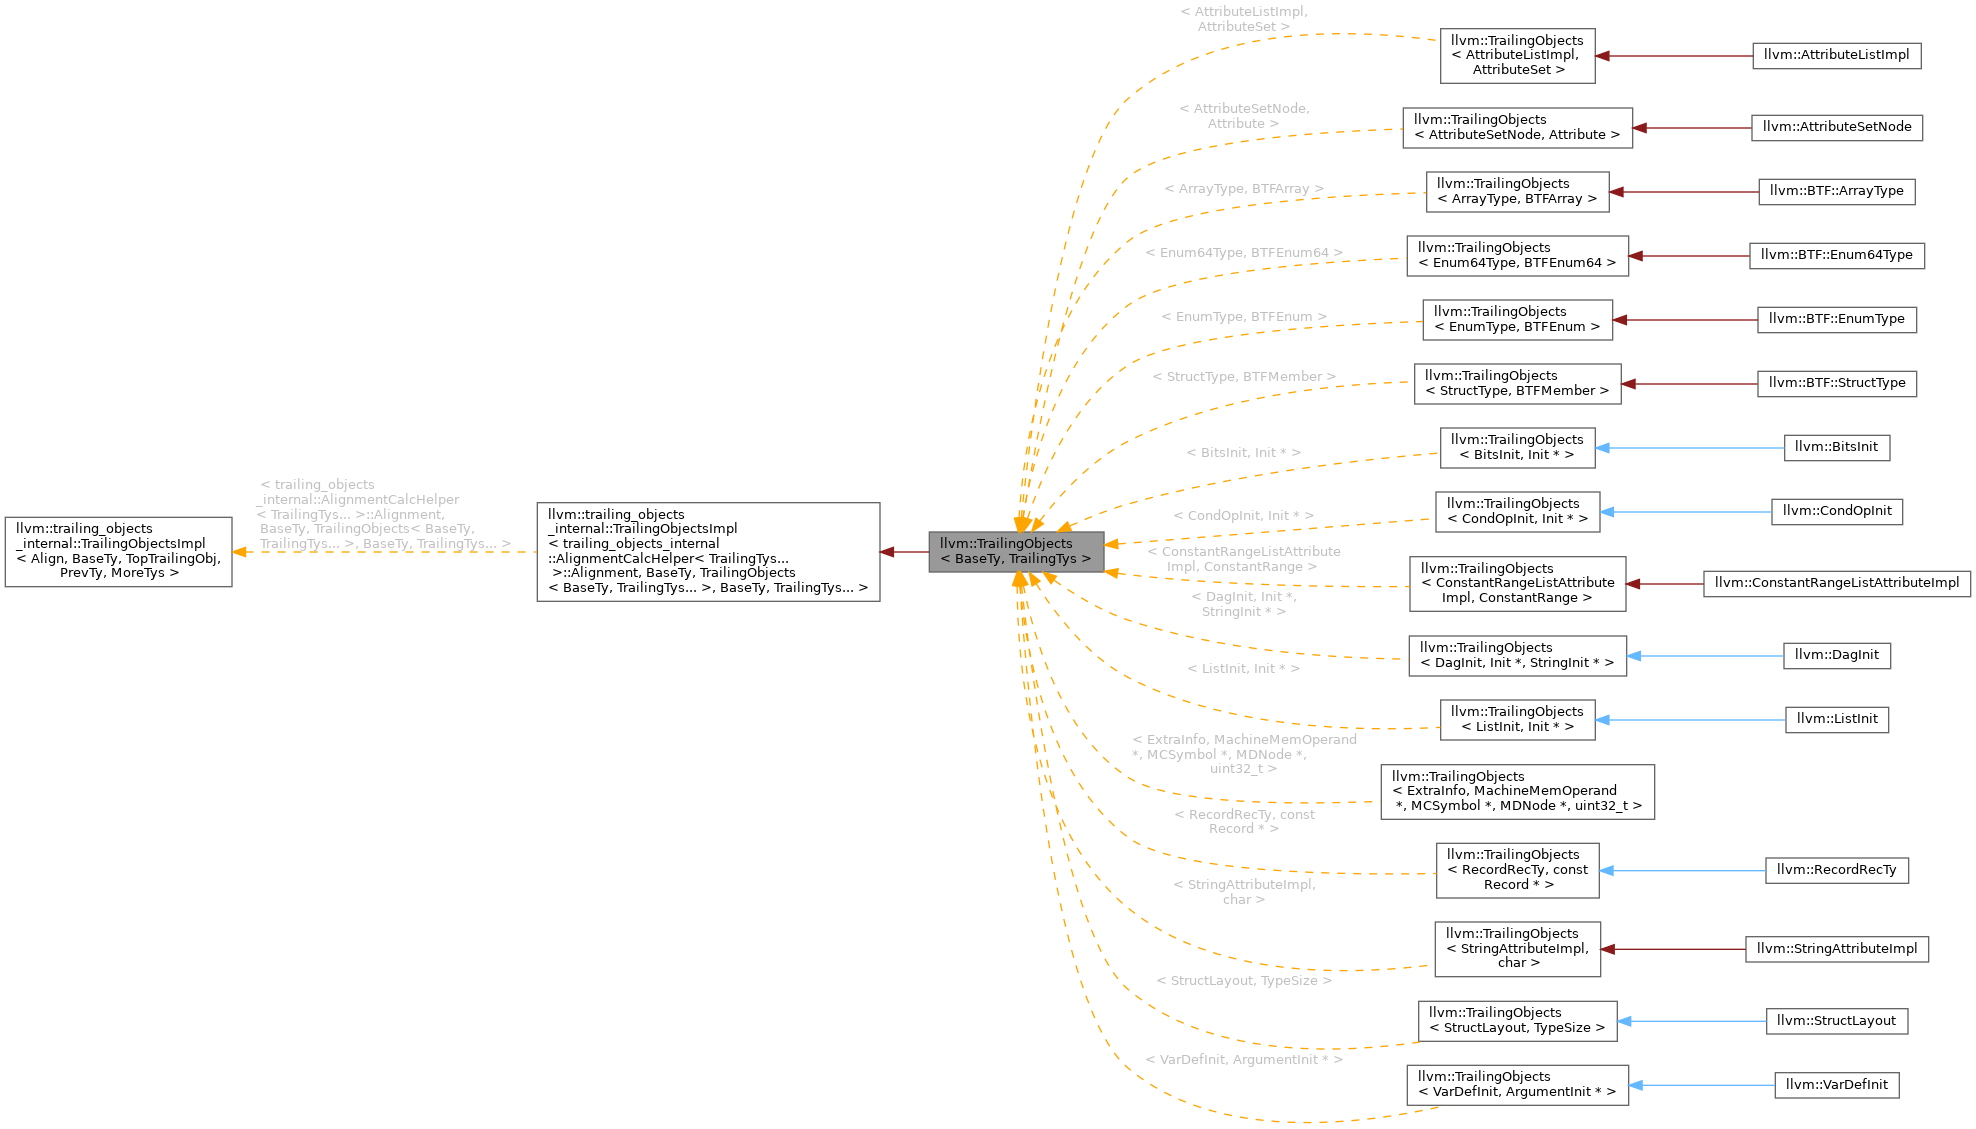 llvm::trailing_objects
_internal::TrailingObjectsImpl
< Align, BaseTy, TopTrailingObj,
PrevTy, MoreTys >
< trailing_objects
_internal::AlignmentCalcHelper
< TrailingTys... >::Alignment,
BaseTy, TrailingObjects< BaseTy,
TrailingTys... >, BaseTy, TrailingTys... >
llvm::trailing_objects
_internal::TrailingObjectsImpl
< trailing_objects_internal
::AlignmentCalcHelper< TrailingTys...
>::Alignment, BaseTy, TrailingObjects
< BaseTy, TrailingTys... >, BaseTy, TrailingTys... >
llvm::TrailingObjects
< BaseTy, TrailingTys >
< AttributeListImpl,
AttributeSet >
llvm::TrailingObjects
< AttributeListImpl,
AttributeSet >
llvm::AttributeListImpl
< AttributeSetNode,
Attribute >
llvm::TrailingObjects
< AttributeSetNode, Attribute >
llvm::AttributeSetNode
< ArrayType, BTFArray >
llvm::TrailingObjects
< ArrayType, BTFArray >
llvm::BTF::ArrayType
< Enum64Type, BTFEnum64 >
llvm::TrailingObjects
< Enum64Type, BTFEnum64 >
llvm::BTF::Enum64Type
< EnumType, BTFEnum >
llvm::TrailingObjects
< EnumType, BTFEnum >
llvm::BTF::EnumType
< StructType, BTFMember >
llvm::TrailingObjects
< StructType, BTFMember >
llvm::BTF::StructType
< BitsInit, Init * >
llvm::TrailingObjects
< BitsInit, Init * >
llvm::BitsInit
< CondOpInit, Init * >
llvm::TrailingObjects
< CondOpInit, Init * >
llvm::CondOpInit
< ConstantRangeListAttribute
Impl, ConstantRange >
llvm::TrailingObjects
< ConstantRangeListAttribute
Impl, ConstantRange >
llvm::ConstantRangeListAttributeImpl
< DagInit, Init *,
StringInit * >
llvm::TrailingObjects
< DagInit, Init *, StringInit * >
llvm::DagInit
< ListInit, Init * >
llvm::TrailingObjects
< ListInit, Init * >
llvm::ListInit
< ExtraInfo, MachineMemOperand
*, MCSymbol *, MDNode *,
uint32_t >
llvm::TrailingObjects
< ExtraInfo, MachineMemOperand
*, MCSymbol *, MDNode *, uint32_t >
< RecordRecTy, const
Record * >
llvm::TrailingObjects
< RecordRecTy, const
Record * >
llvm::RecordRecTy
< StringAttributeImpl,
char >
llvm::TrailingObjects
< StringAttributeImpl,
char >
llvm::StringAttributeImpl
< StructLayout, TypeSize >
llvm::TrailingObjects
< StructLayout, TypeSize >
llvm::StructLayout
< VarDefInit, ArgumentInit * >
llvm::TrailingObjects
< VarDefInit, ArgumentInit * >
llvm::VarDefInit